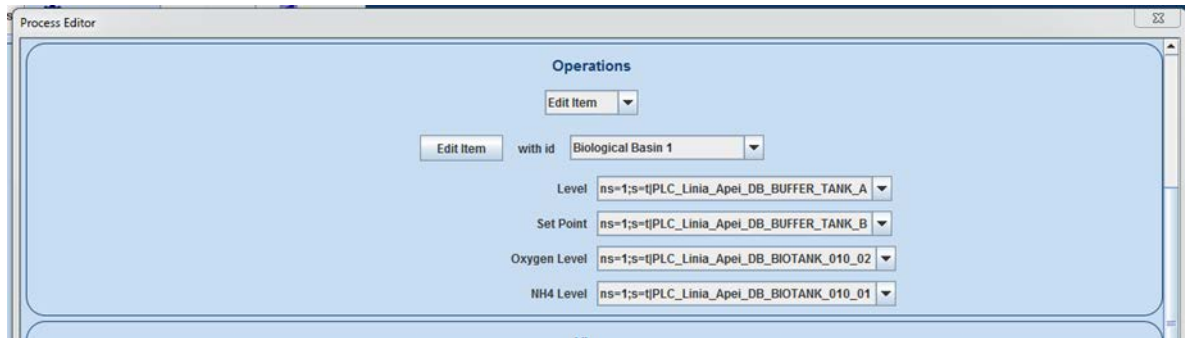 Process Editor
Operations
Edit Item
Edit Item with id Biological Basin 1
Level ns=1;s=t|PLC_Linia_Apei_DB_BUFFER_TANK_A
Set Point ns=1;s=t|PLC_Linia_Apei_DB_BUFFER_TANK_B
Oxygen Level ns=1;s=t|PLC_Linia_Apei_DB_BIOTANK_010_02
NH4 Level ns=1;s=t|PLC_Linia_Apei_DB_BIOTANK_010_01